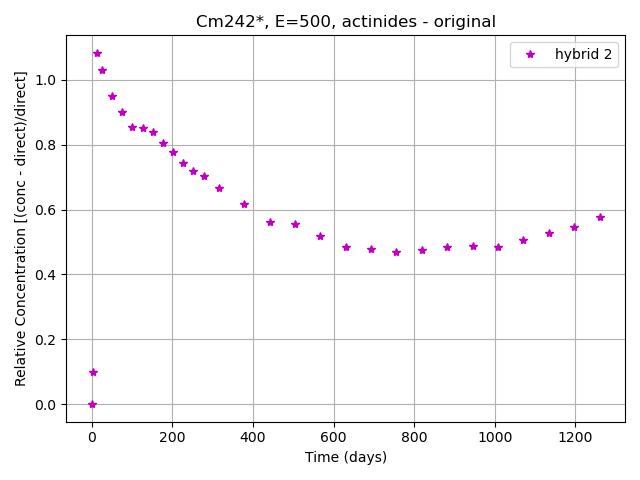 Cm242*, E=500, actinides - original
hybrid 2
Relative Concentration [(conc - direct)/direct]
1.0
0.8
0.6
0.4
0.2
0.0
0 200 400 600 800 1000 1200
Time (days)